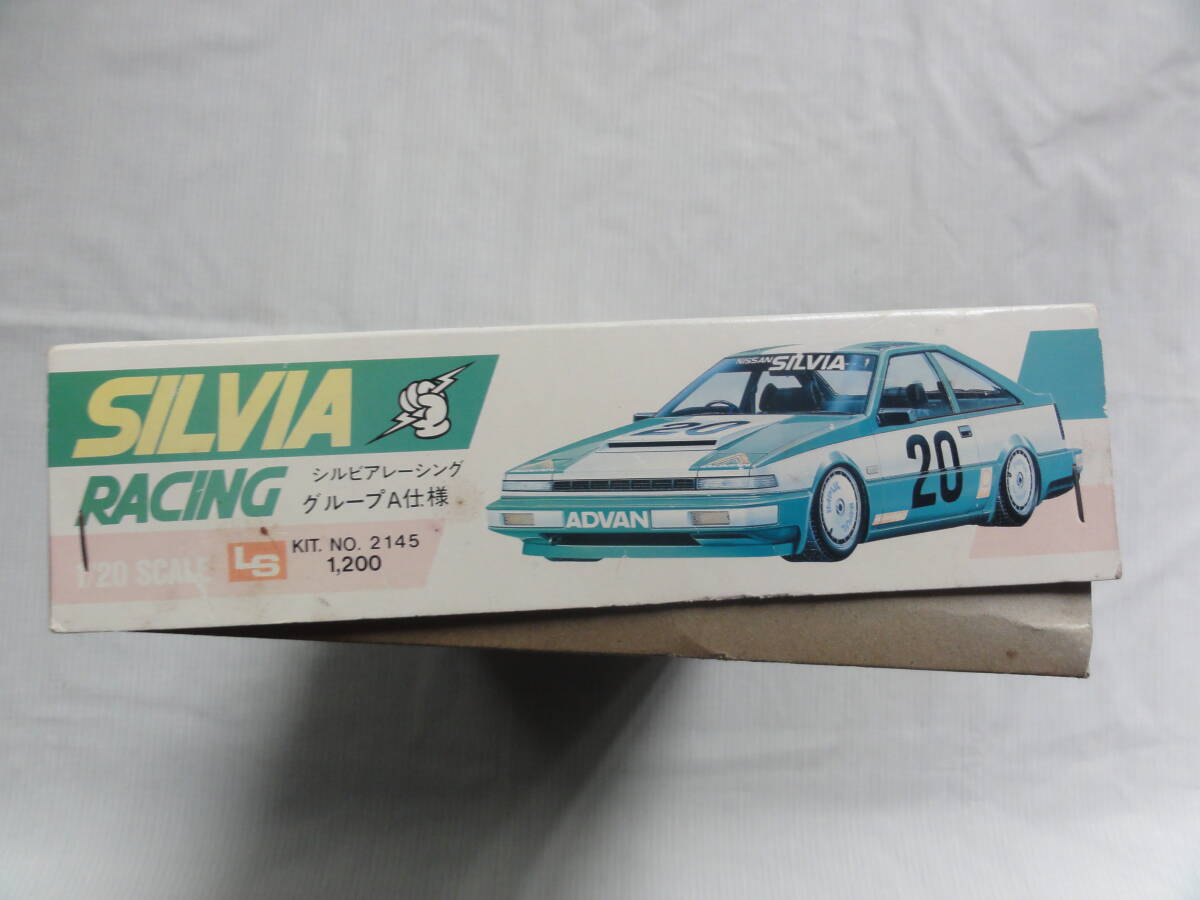 SILVIA
RACING
シルビアレーシング
グループA仕様
1/20 SCALE
LS
KIT. NO. 2145
1,200
NISSAN SILVIA
20
20
ADVAN